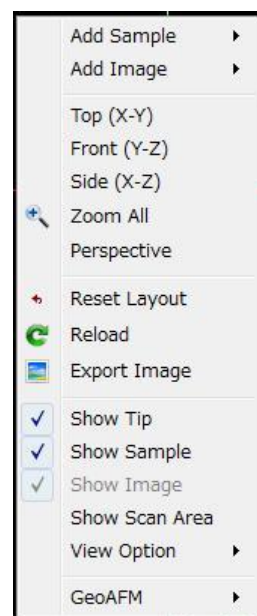 Add Sample
Add Image
Top (X-Y)
Front (Y-Z)
Side (X-Z)
Zoom All
Perspective
Reset Layout
Reload
Export Image
Show Tip
Show Sample
Show Image
Show Scan Area
View Option
GeoAFM